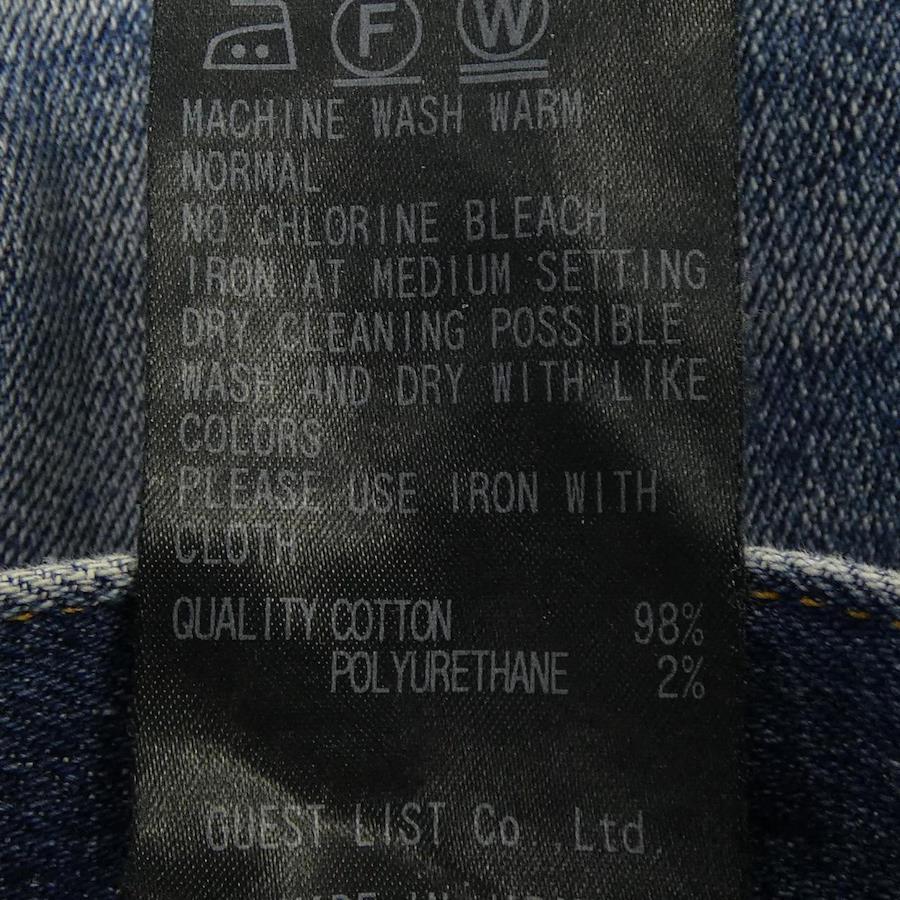 F W
MACHINE WASH WARM
NORMAL
NO CHLORINE BLEACH
IRON AT MEDIUM SETTING
DRY CLEANING POSSIBLE
WASH AND DRY WITH LIKE
COLORS
PLEASE USE IRON WITH
CLOTH
QUALITY COTTON 98%
POLYURETHANE 2%
GUEST LIST Co.,Ltd.